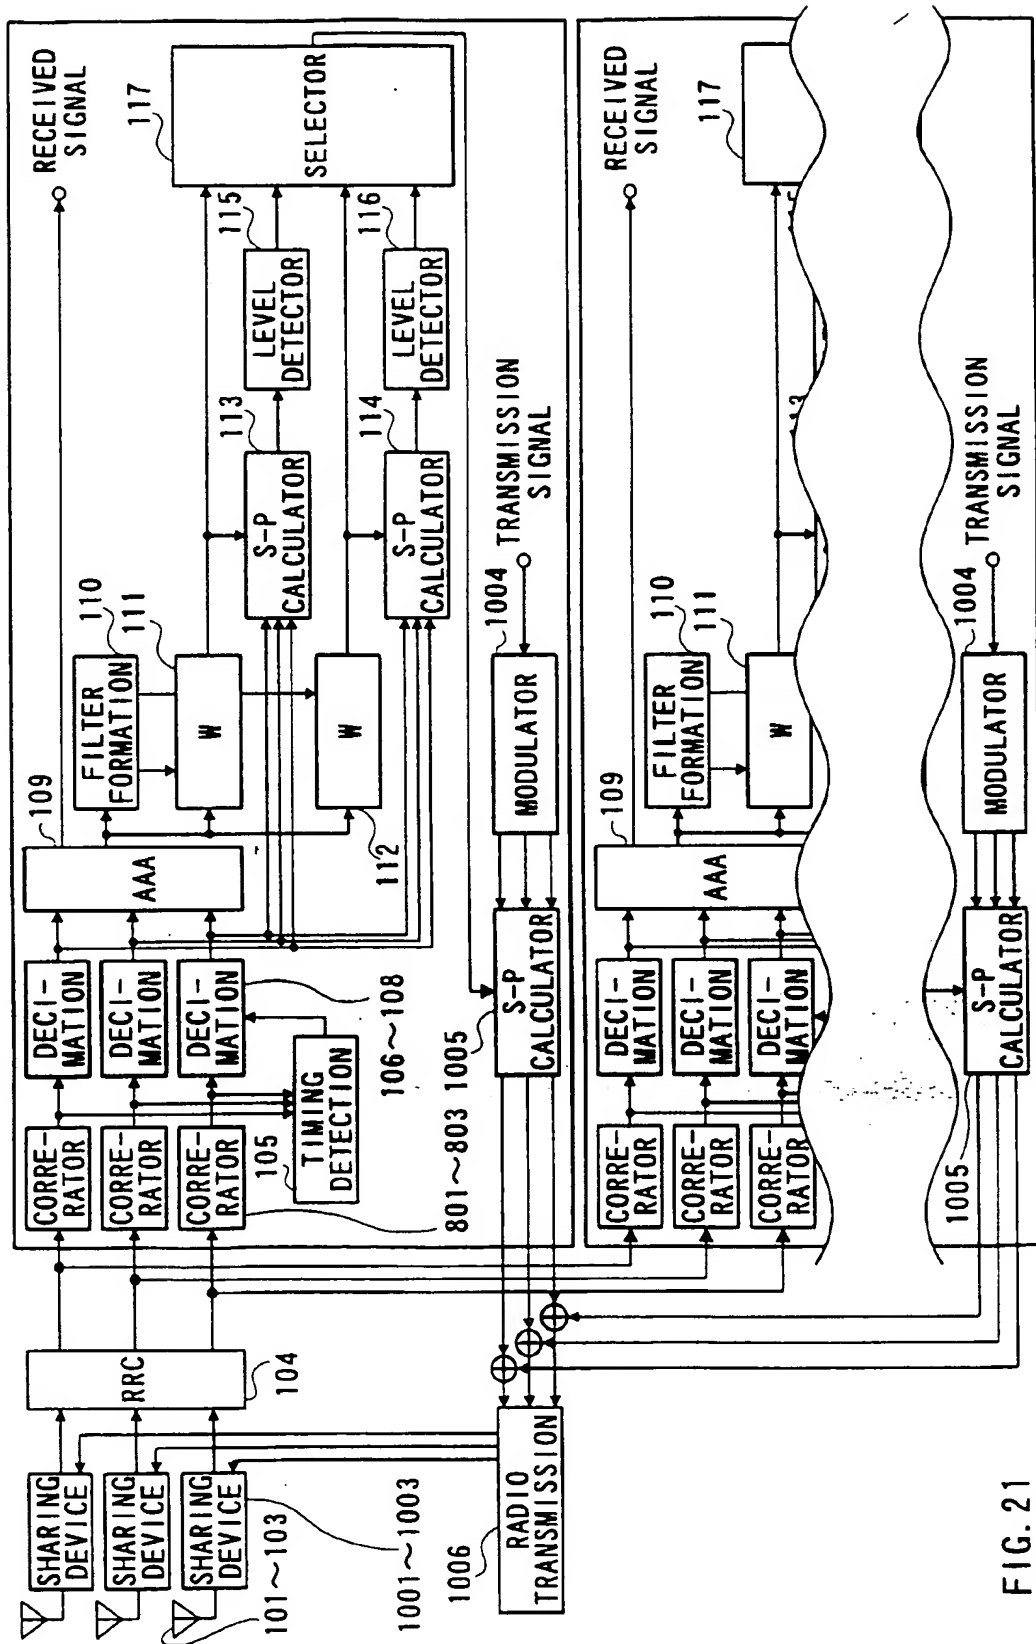 101~103
SHARING
DEVICE
SHARING
DEVICE
SHARING
DEVICE
1001~1003
RRC
104
1006
RADIO
TRANSMISSION
CORRE-
RATOR
CORRE-
RATOR
CORRE-
RATOR
801~803
105
TIMING
DETECTION
DECI-
MATION
DECI-
MATION
DECI-
MATION
106~108
109
AAA
FILTER
FORMATION
110
111
W
W
112
S-P
CALCULATOR
113
S-P
CALCULATOR
114
LEVEL
DETECTOR
115
LEVEL
DETECTOR
116
117
SELECTOR
RECEIVED
SIGNAL
1005
S-P
CALCULATOR
MODULATOR
1004
TRANSMISSION
SIGNAL
CORRE-
RATOR
CORRE-
RATOR
CORRE-
RATOR
DECI-
MATION
DECI-
MATION
DECI-
MATION
109
AAA
FILTER
FORMATION
110
111
W
113
117
RECEIVED
SIGNAL
1005
S-P
CALCULATOR
MODULATOR
1004
TRANSMISSION
SIGNAL
FIG. 21